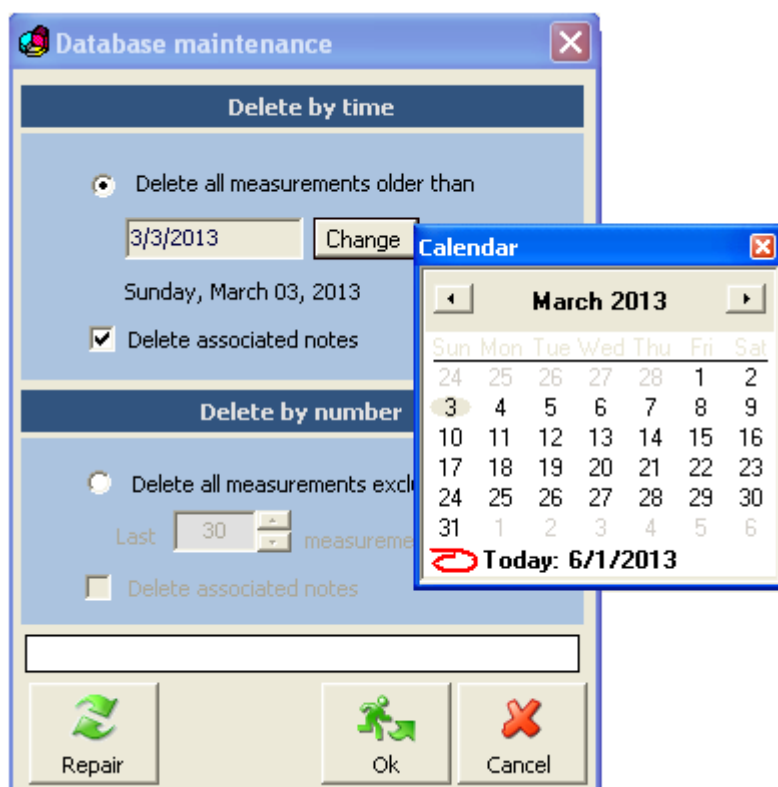 Database maintenance
Delete by time
Delete all measurements older than
3/3/2013 Change
Sunday, March 03, 2013
Delete associated notes
Delete by number
Delete all measurements
Last 30
Delete associated notes
Repair Ok Cancel
Calendar
March 2013
Sun Mon Tue Wed Thu Fri Sat
24 25 26 27 28 1 2
3 4 5 6 7 8 9
10 11 12 13 14 15 16
17 18 19 20 21 22 23
24 25 26 27 28 29 30
31 1 2 3 4 5 6
Today: 6/1/2013